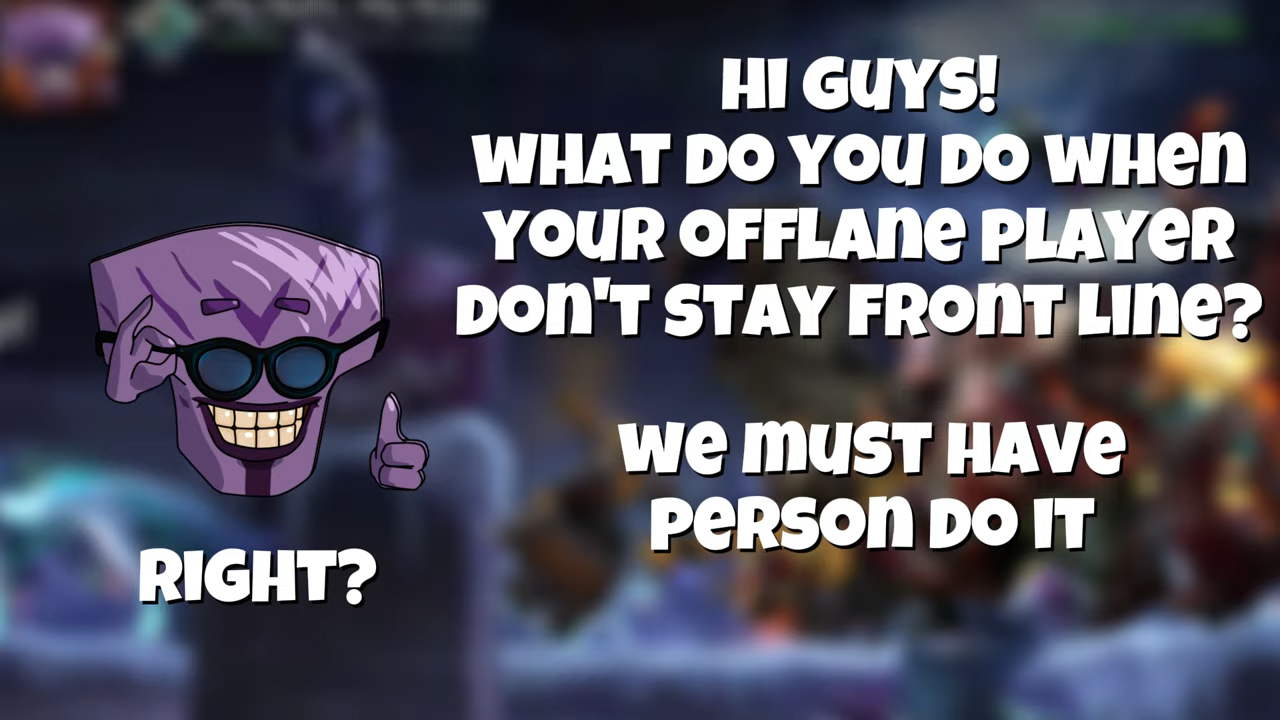 HI GUYS!
WHAT DO YOU DO WHEN
YOUR OFFLANE PLAYER
DON'T STAY FRONT LINE?
WE MUST HAVE
PERSON DO IT
RIGHT?